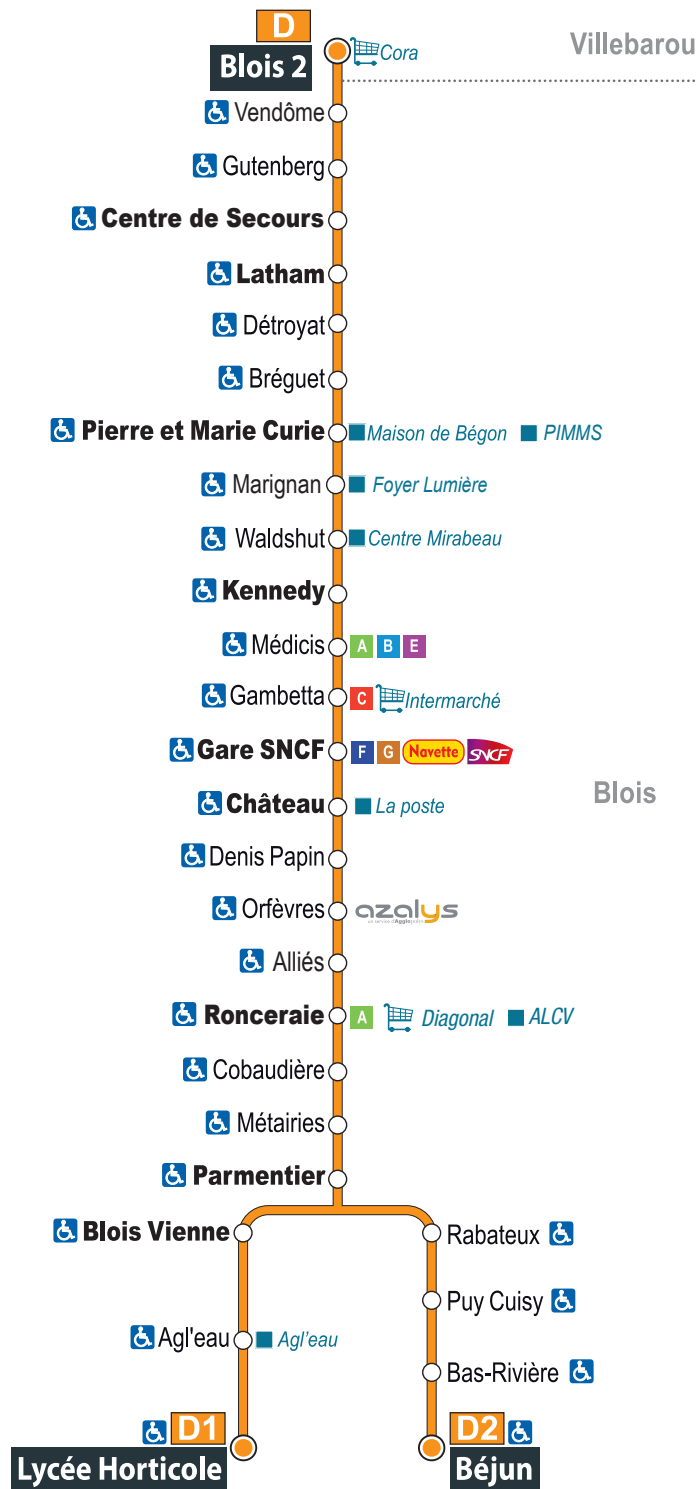 D
Blois 2
Cora
Villebarou
Vendôme
Gutenberg
Centre de Secours
Latham
Détroyat
Bréguet
Pierre et Marie Curie Maison de Bégon PIMMS
Marignan Foyer Lumière
Waldshut Centre Mirabeau
Kennedy
Médicis A B E
Gambetta C Intermarché
Gare SNCF F G Navette SNCF
Château La poste
Blois
Denis Papin
Orfèvres azalys
Alliés
Ronceraie A Diagonal ALCV
Cobaudière
Métairies
Parmentier
Blois Vienne
Rabateux
Puy Cuisy
Agl'eau Agl'eau
Bas-Rivière
D1
Lycée Horticole
D2
Béjun